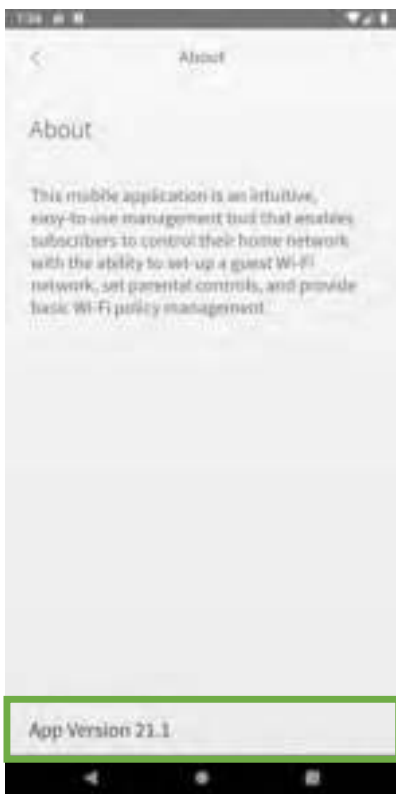 About
About
This mobile application is an intuitive,
easy-to-use management tool that enables
subscribers to control their home network
with the ability to set-up a guest Wi-Fi
network, set parental controls, and provide
basic Wi-Fi policy management
App Version 21.1